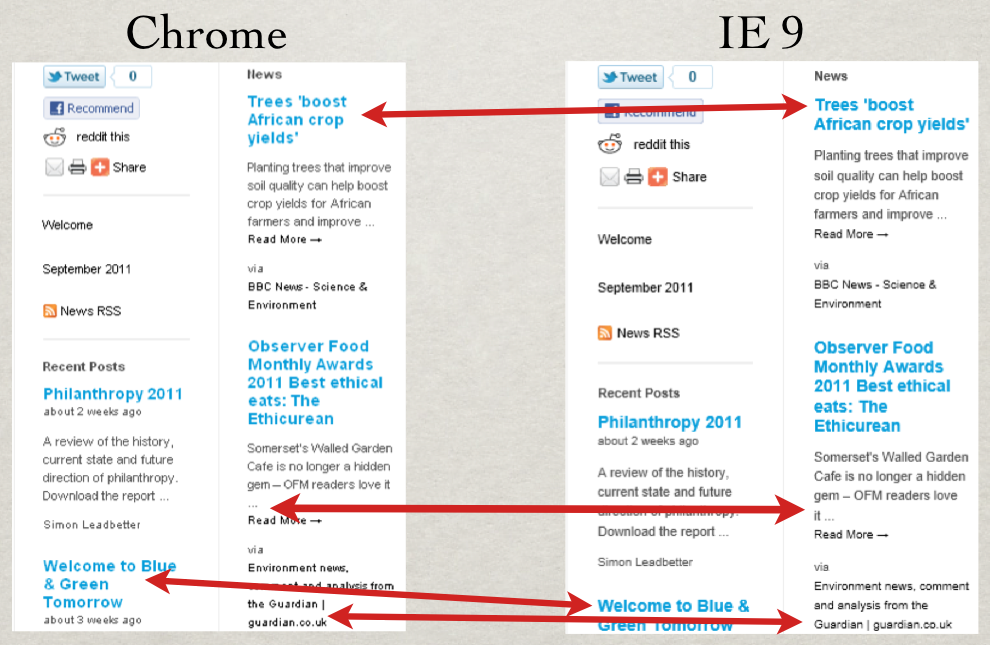 Chrome
Tweet 0
Recommend
reddit this
Share
Welcome
September 2011
News RSS
Recent Posts
Philanthropy 2011
about 2 weeks ago
A review of the history,
current state and future
direction of philanthropy.
Download the report ...
Simon Leadbetter
Welcome to Blue
& Green
Tomorrow
about 3 weeks ago
News
Trees 'boost
African crop
yields'
Planting trees that improve
soil quality can help boost
crop yields for African
farmers and improve ...
Read More →
via
BBC News - Science &
Environment
Observer Food
Monthly Awards
2011 Best ethical
eats: The
Ethicurean
Somerset's Walled Garden
Cafe is no longer a hidden
gem – OFM readers love it
...
Read More →
via
Environment news,
comment and analysis from
the Guardian |
guardian.co.uk
IE 9
Tweet 0
Recommend
reddit this
Share
Welcome
September 2011
News RSS
Recent Posts
Philanthropy 2011
about 2 weeks ago
A review of the history,
current state and future
direction of philanthropy.
Download the report ...
Simon Leadbetter
Welcome to Blue &
Green Tomorrow
News
Trees 'boost
African crop yields'
Planting trees that improve
soil quality can help boost
crop yields for African
farmers and improve ...
Read More →
via
BBC News - Science &
Environment
Observer Food
Monthly Awards
2011 Best ethical
eats: The
Ethicurean
Somerset's Walled Garden
Cafe is no longer a hidden
gem – OFM readers love
it ...
Read More →
via
Environment news, comment
and analysis from the
Guardian | guardian.co.uk